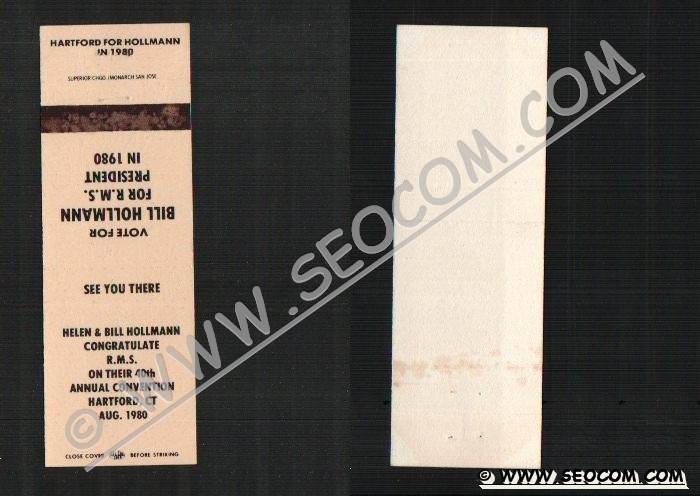 HARTFORD FOR HOLLMANN
IN 1980
SUPERIOR CHGO. /MONARCH SAN JOSE
VOTE FOR
BILL HOLLMANN
FOR R.M.S.
PRESIDENT
IN 1980
SEE YOU THERE
HELEN & BILL HOLLMANN
CONGRATULATE
R.M.S.
ON THEIR 40th
ANNUAL CONVENTION
HARTFORD, CT
AUG. 1980
CLOSE COVER BEFORE STRIKING
© WWW.SEOCOM.COM
© WWW.SEOCOM.COM